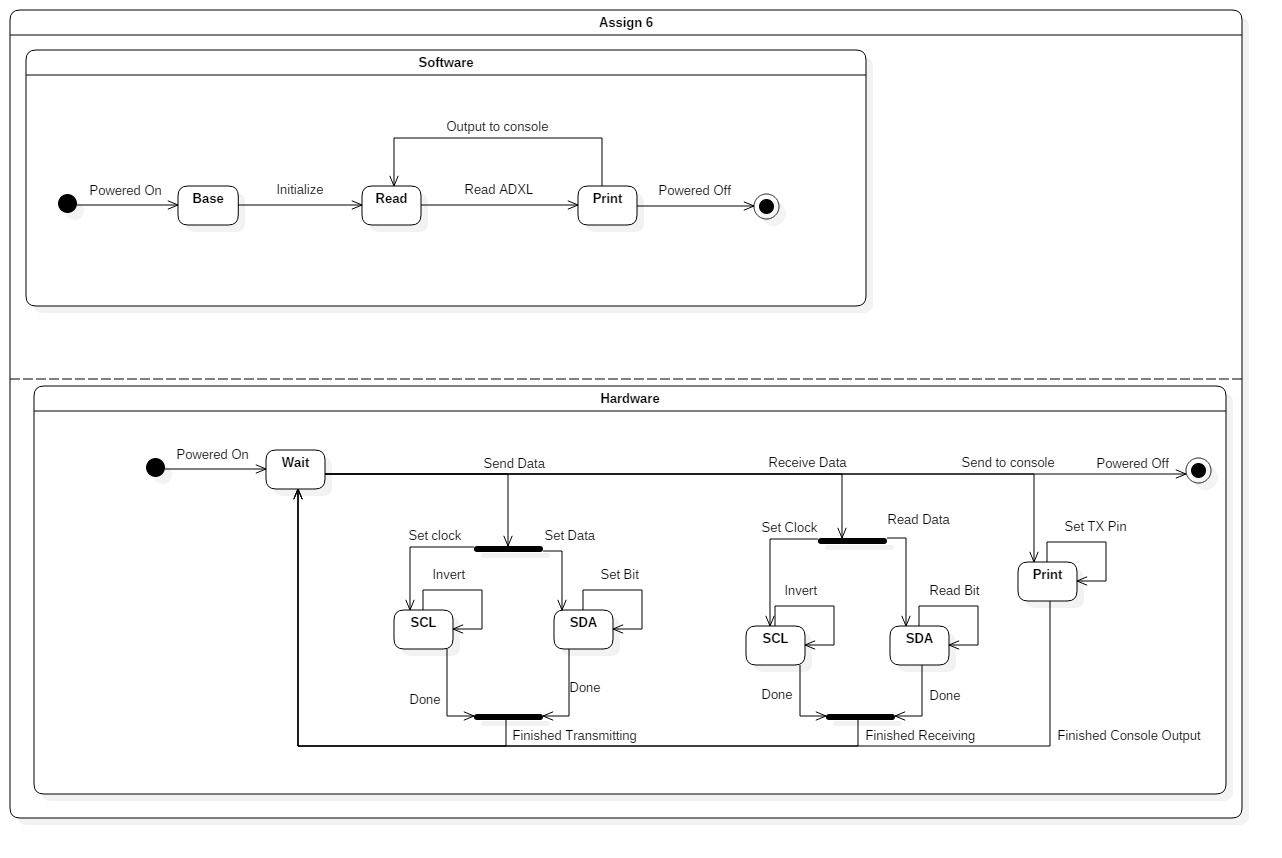 Assign 6
Software
Output to console
Powered On
Base
Initialize
Read
Read ADXL
Print
Powered Off
Hardware
Powered On
Wait
Send Data
Receive Data
Send to console
Powered Off
Set clock
Set Data
Set Clock
Read Data
Set TX Pin
Invert
Set Bit
Invert
Read Bit
Print
SCL
SDA
SCL
SDA
Done
Done
Done
Done
Finished Transmitting
Finished Receiving
Finished Console Output